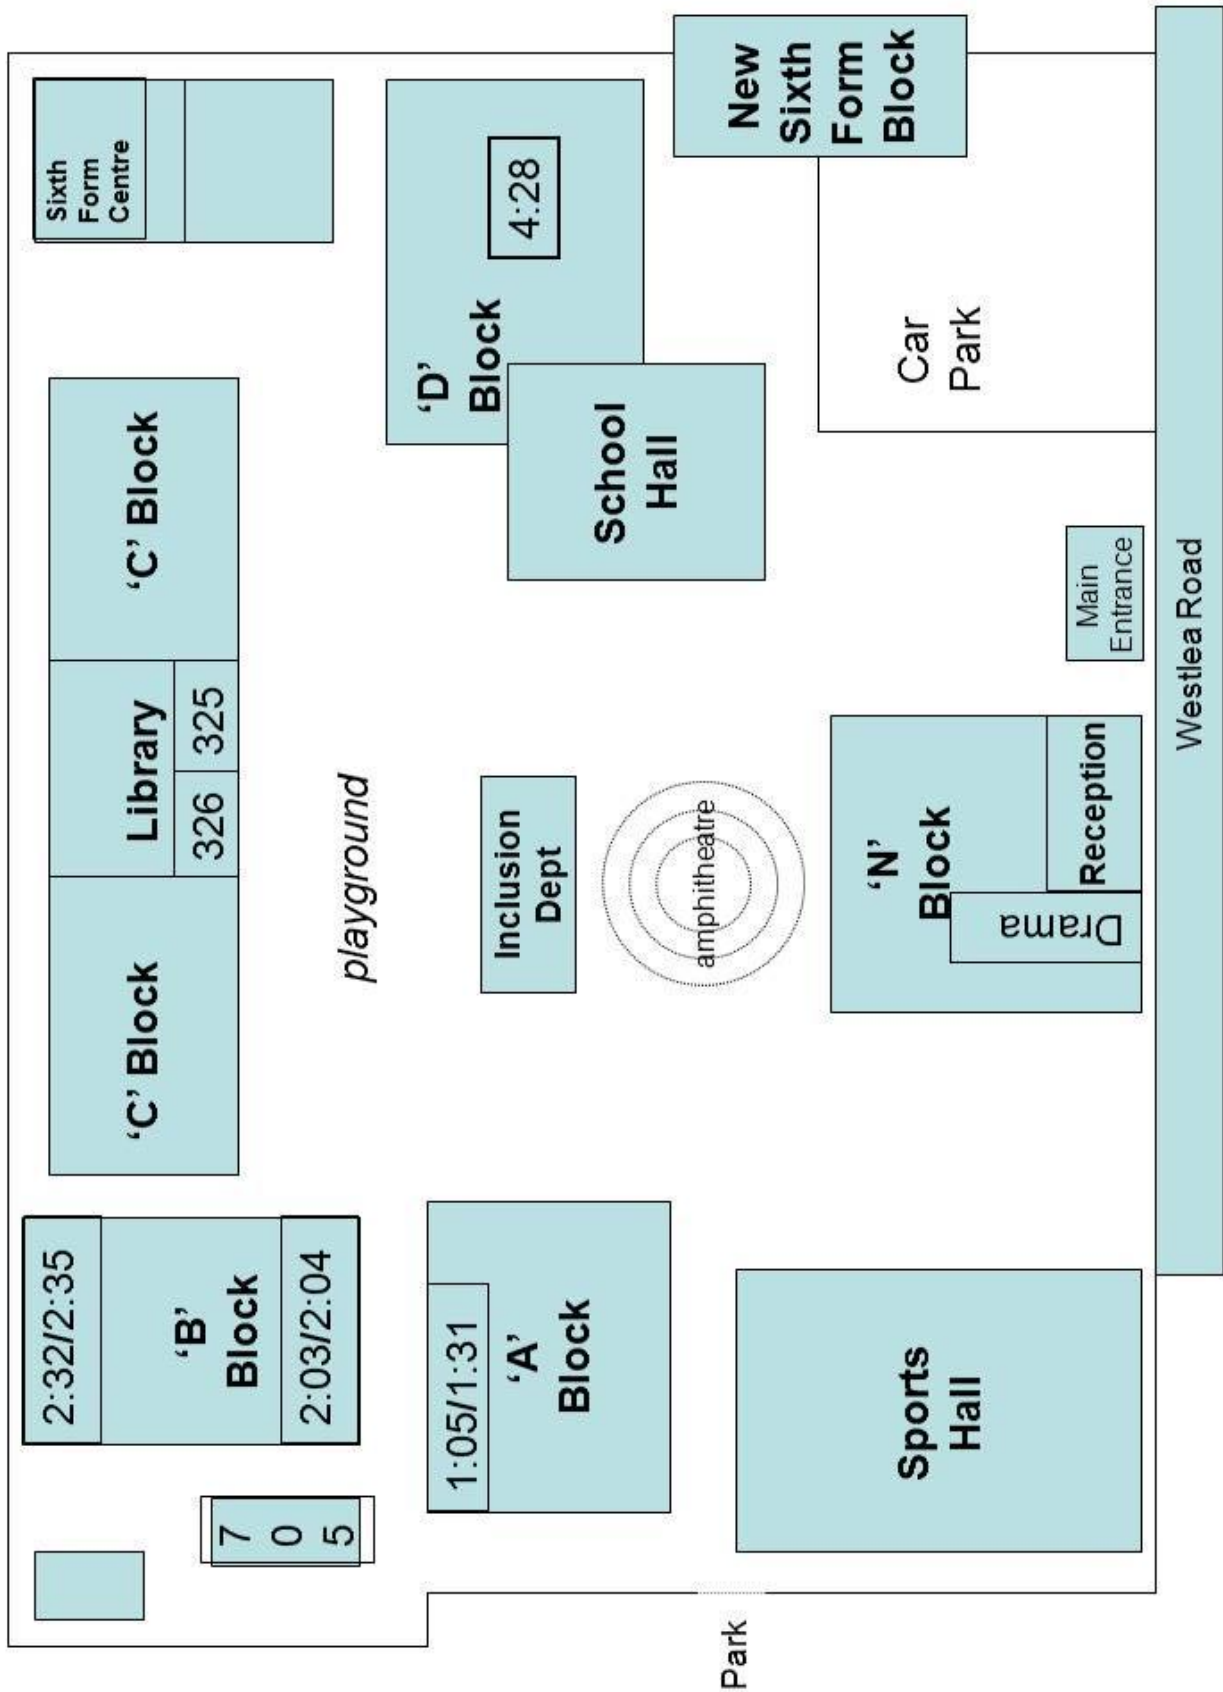 2:32/2:35
'B'
Block
2:03/2:04
7
0
5
'C' Block
Library
326
325
'C' Block
Sixth
Form
Centre
playground
1:05/1:31
'A'
Block
Inclusion
Dept
amphitheatre
'D'
Block
4:28
School
Hall
New
Sixth
Form
Block
Car
Park
Park
Sports
Hall
'N'
Block
Drama
Reception
Main
Entrance
Westlea Road